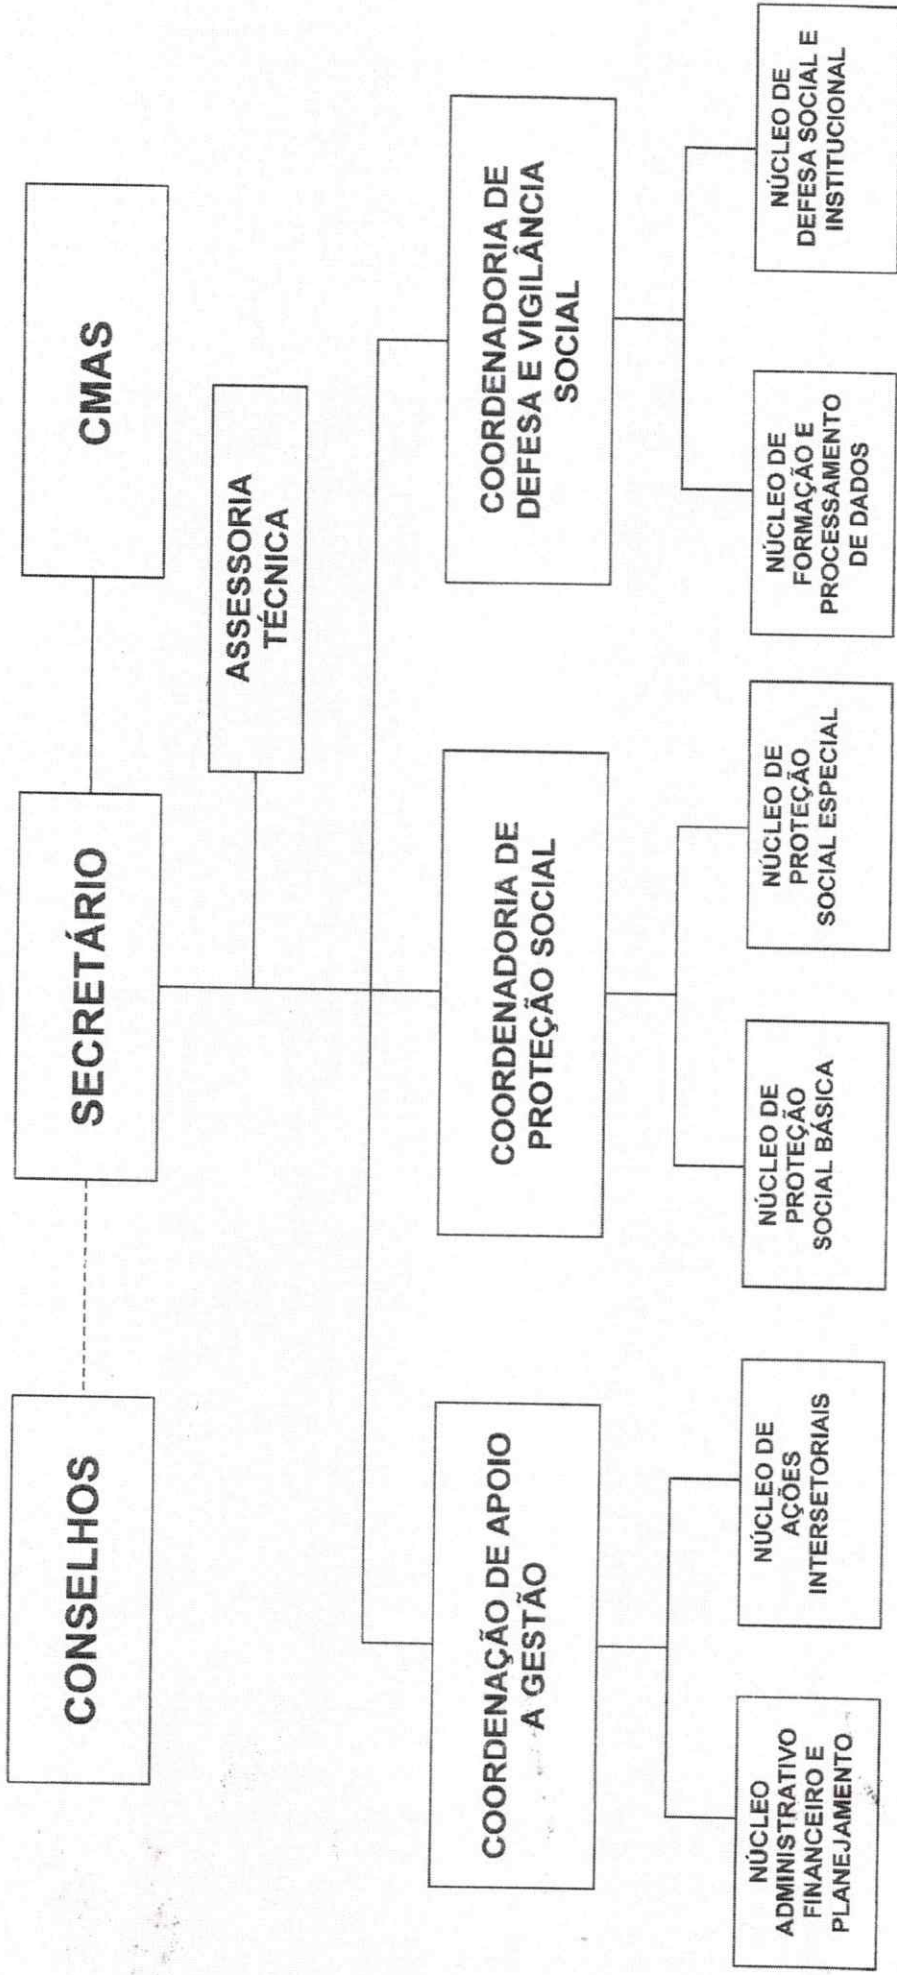 CONSELHOS
SECRETÁRIO
CMAS
ASSESSORIA
TÉCNICA
COORDENAÇÃO DE APOIO
A GESTÃO
COORDENADORIA DE
PROTEÇÃO SOCIAL
COORDENADORIA DE
DEFESA E VIGILÂNCIA
SOCIAL
NÚCLEO
ADMINISTRATIVO
FINANCEIRO E
PLANEJAMENTO
NÚCLEO DE
AÇÕES
INTERSETORIAIS
NÚCLEO DE
PROTEÇÃO
SOCIAL BÁSICA
NÚCLEO DE
PROTEÇÃO
SOCIAL ESPECIAL
NÚCLEO DE
FORMAÇÃO E
PROCESSAMENTO
DE DADOS
NÚCLEO DE
DEFESA SOCIAL E
INSTITUCIONAL